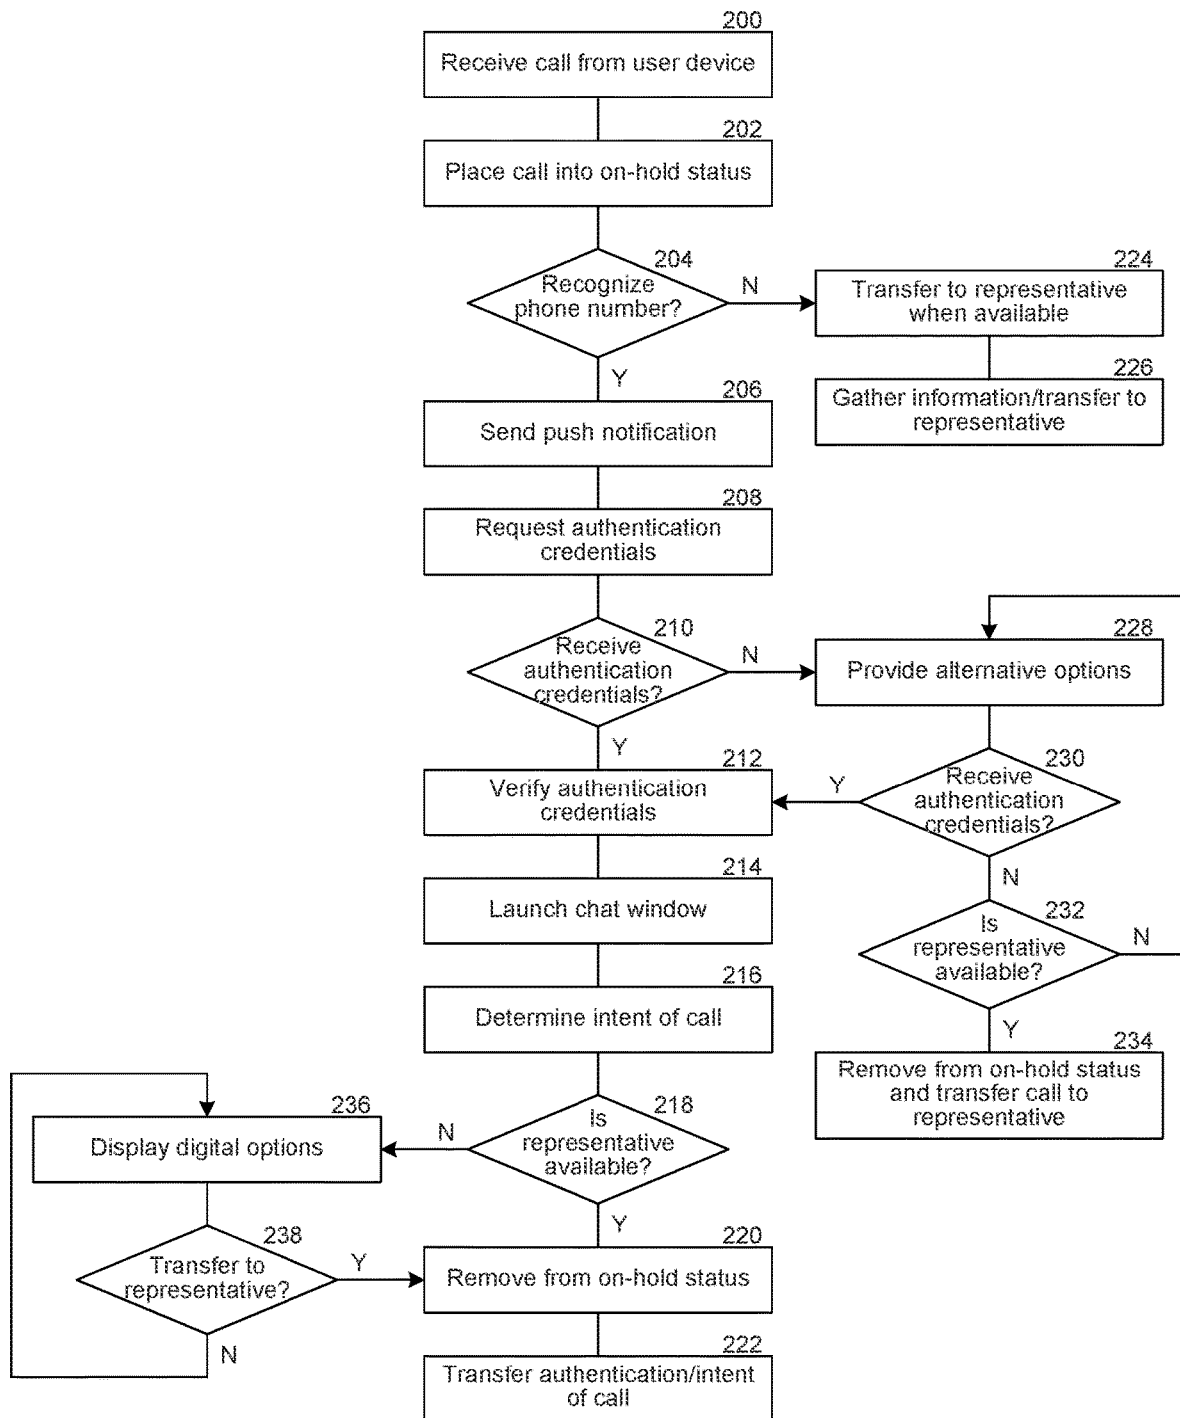 200
Receive call from user device
202
Place call into on-hold status
204
Recognize
phone number?
N
Y
224
Transfer to representative
when available
226
Gather information/transfer to
representative
206
Send push notification
208
Request authentication
credentials
210
Receive
authentication
credentials?
N
Y
228
Provide alternative options
230
Receive
authentication
credentials?
Y
N
212
Verify authentication
credentials
214
Launch chat window
232
Is
representative
available?
N
Y
216
Determine intent of call
234
Remove from on-hold status
and transfer call to
representative
218
Is
representative
available?
N
Y
236
Display digital options
238
Transfer to
representative?
Y
N
220
Remove from on-hold status
222
Transfer authentication/intent
of call